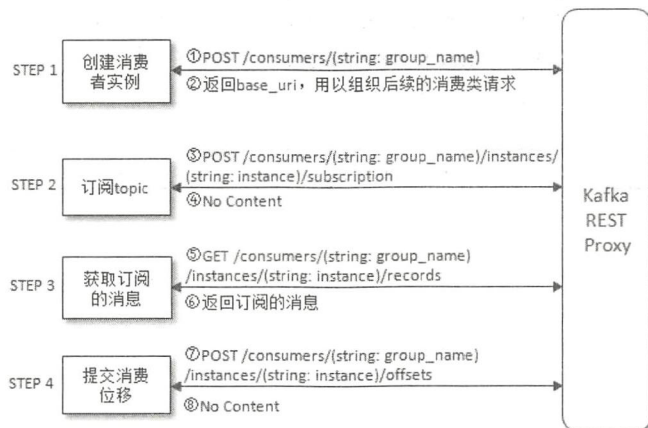 STEP 1
创建消费
者实例
①POST /consumers/(string: group_name)
②返回base_uri，用以组织后续的消费类请求
STEP 2
订阅topic
③POST /consumers/(string: group_name)/instances/
(string: instance)/subscription
④No Content
STEP 3
获取订阅
的消息
⑤GET /consumers/(string: group_name)
/instances/(string: instance)/records
⑥返回订阅的消息
STEP 4
提交消费
位移
⑦POST /consumers/(string: group_name)
/instances/(string: instance)/offsets
⑧No Content
Kafka
REST
Proxy